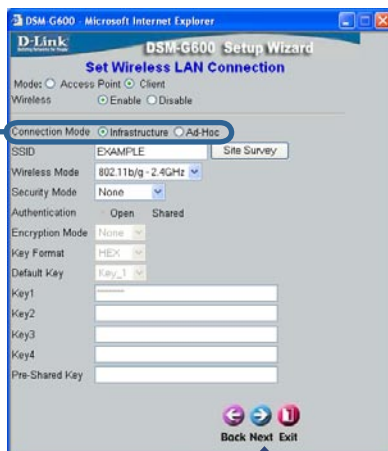 DSM-G600 - Microsoft Internet Explorer
D-Link
Building Networks for People
DSM-G600 Setup Wizard
Set Wireless LAN Connection
Mode: Access Point Client
Wireless Enable Disable
Connection Mode Infrastructure Ad-Hoc
SSID EXAMPLE Site Survey
Wireless Mode 802.11b/g - 2.4GHz
Security Mode None
Authentication Open Shared
Encryption Mode None
Key Format HEX
Default Key Key_1
Key1
Key2
Key3
Key4
Pre-Shared Key
Back Next Exit